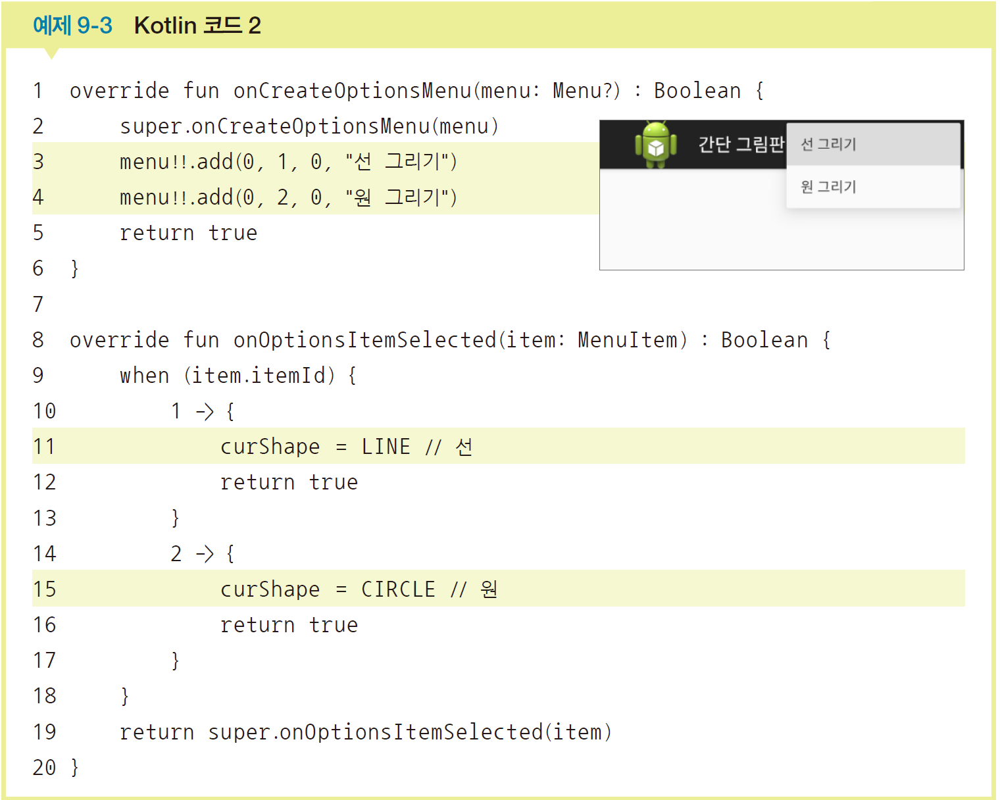 예제 9-3 Kotlin 코드 2
1 override fun onCreateOptionsMenu(menu: Menu?) : Boolean {
2 super.onCreateOptionsMenu(menu)
3 menu!!.add(0, 1, 0, "선 그리기")
4 menu!!.add(0, 2, 0, "원 그리기")
5 return true
6 }
7
간단 그림판
선 그리기
원 그리기
8 override fun onOptionsItemSelected(item: MenuItem) : Boolean {
9 when (item.itemId) {
10 1 -> {
11 curShape = LINE // 선
12 return true
13 }
14 2 -> {
15 curShape = CIRCLE // 원
16 return true
17 }
18 }
19 return super.onOptionsItemSelected(item)
20 }